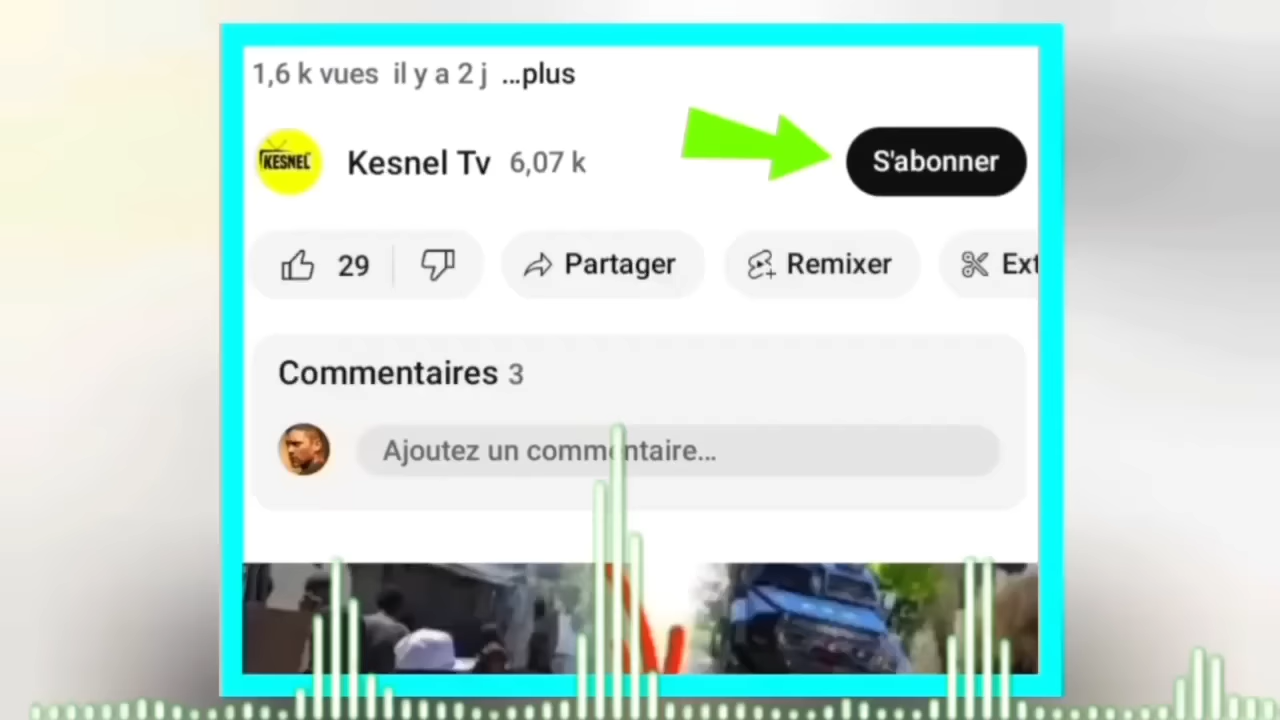 1,6 k vues il y a 2 j ...plus
KESNEL
Kesnel Tv 6,07 k
S'abonner
29
Partager
Remixer
Ext
Commentaires 3
Ajoutez un commentaire...